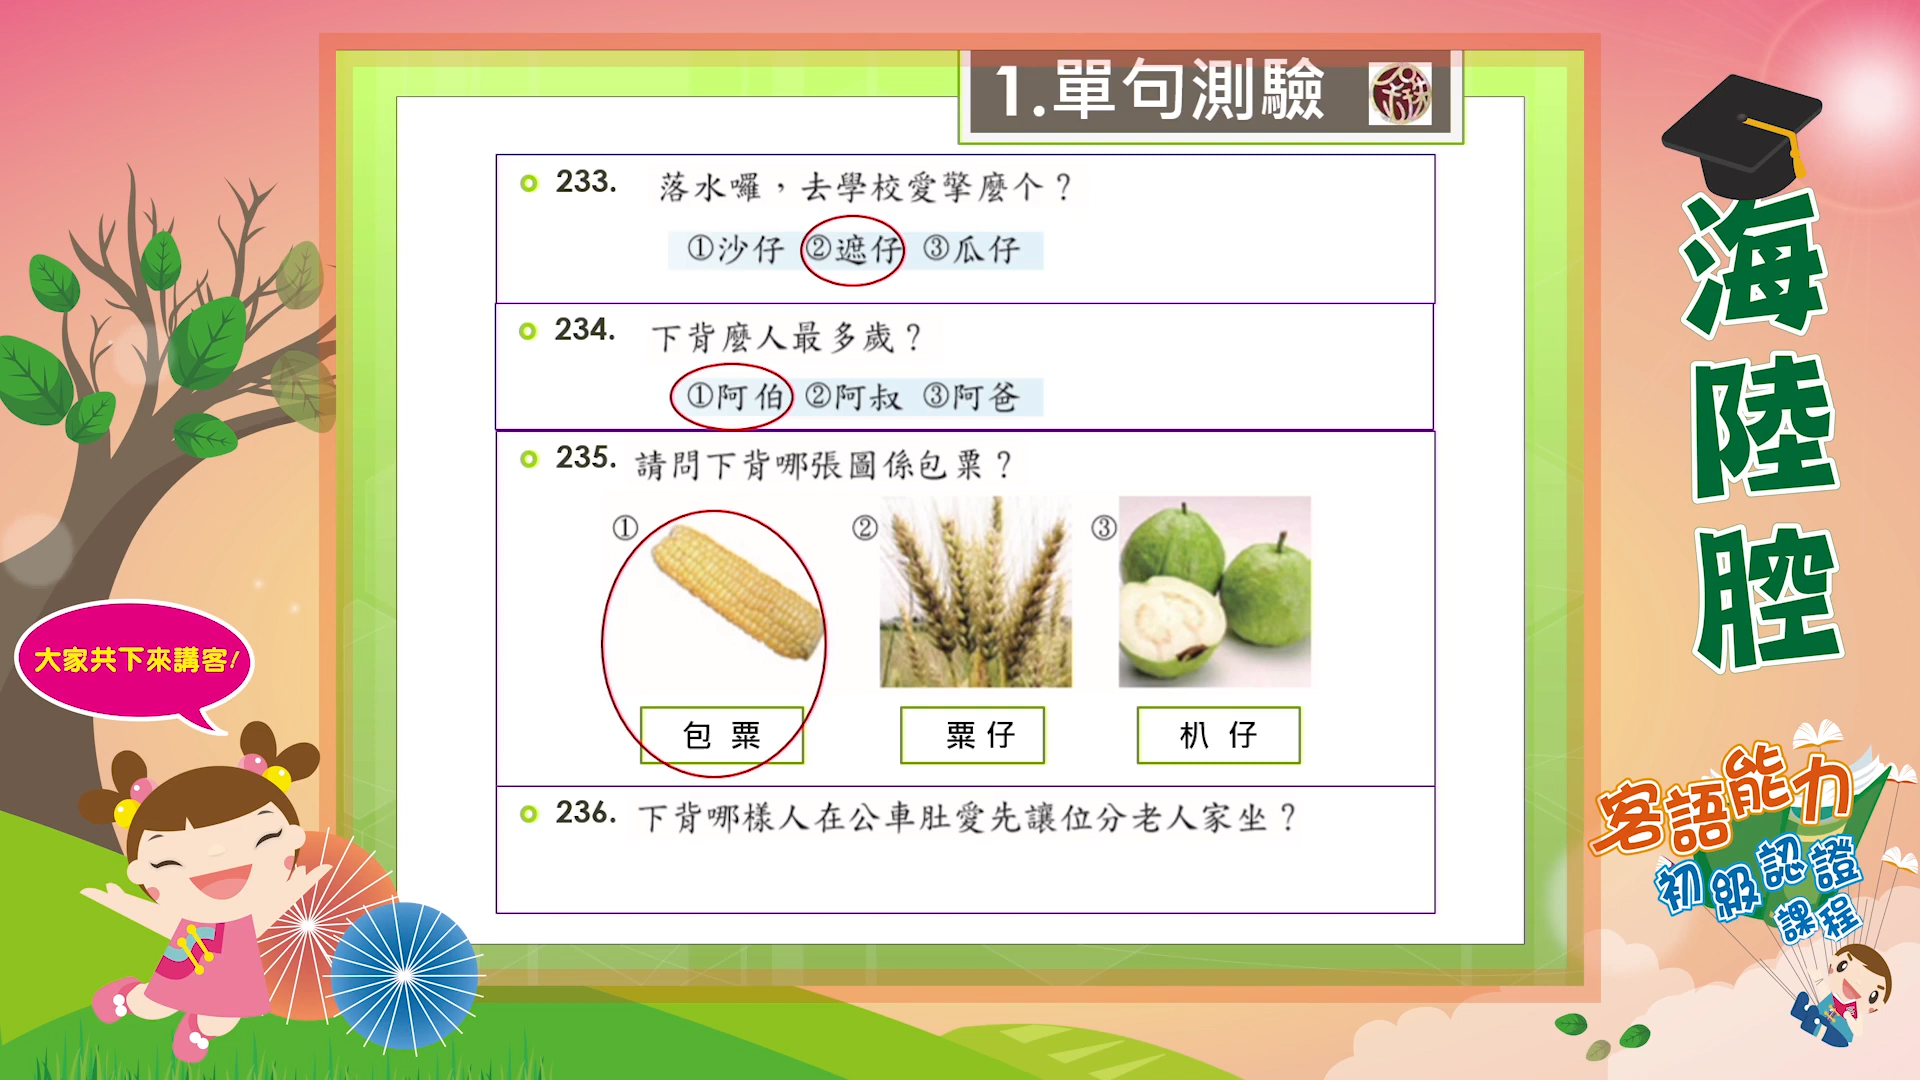 1.單句測驗
233. 落水囉，去學校愛擎麼个？
①沙仔 ②遮仔 ③瓜仔
234. 下背麼人最多歲？
①阿伯 ②阿叔 ③阿爸
235. 請問下背哪張圖係包粟？
① ② ③
包粟 粟仔 朳仔
236. 下背哪樣人在公車肚愛先讓位分老人家坐？
大家共下來講客!
海陸腔
客語能力
初級認證
課程